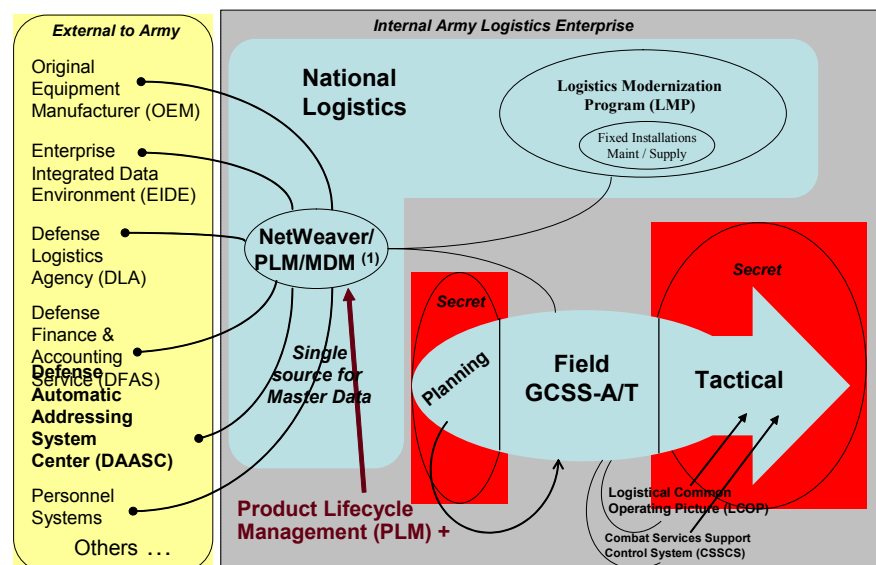 External to Army
Original
Equipment
Manufacturer (OEM)
Enterprise
Integrated Data
Environment (EIDE)
Defense
Logistics
Agency (DLA)
Defense
Finance &
Accounting
Service (DFAS)
Defense
Automatic
Addressing
System
Center (DAASC)
Personnel
Systems
Others ...
Internal Army Logistics Enterprise
National
Logistics
Logistics Modernization
Program (LMP)
Fixed Installations
Maint / Supply
NetWeaver/
PLM/MDM (1)
Single
source for
Master Data
Product Lifecycle
Management (PLM) +
Secret
Planning
Field
GCSS-A/T
Secret
Tactical
Logistical Common
Operating Picture (LCOP)
Combat Services Support
Control System (CSSCS)